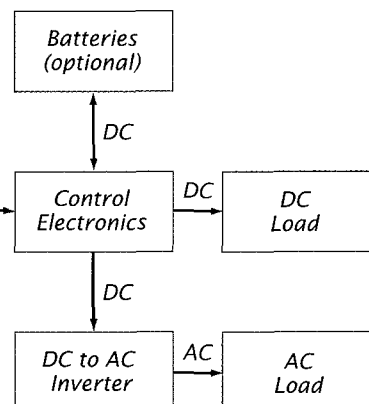 Batteries
(optional)
DC
Control
Electronics
DC
DC
Load
DC
DC to AC
Inverter
AC
AC
Load